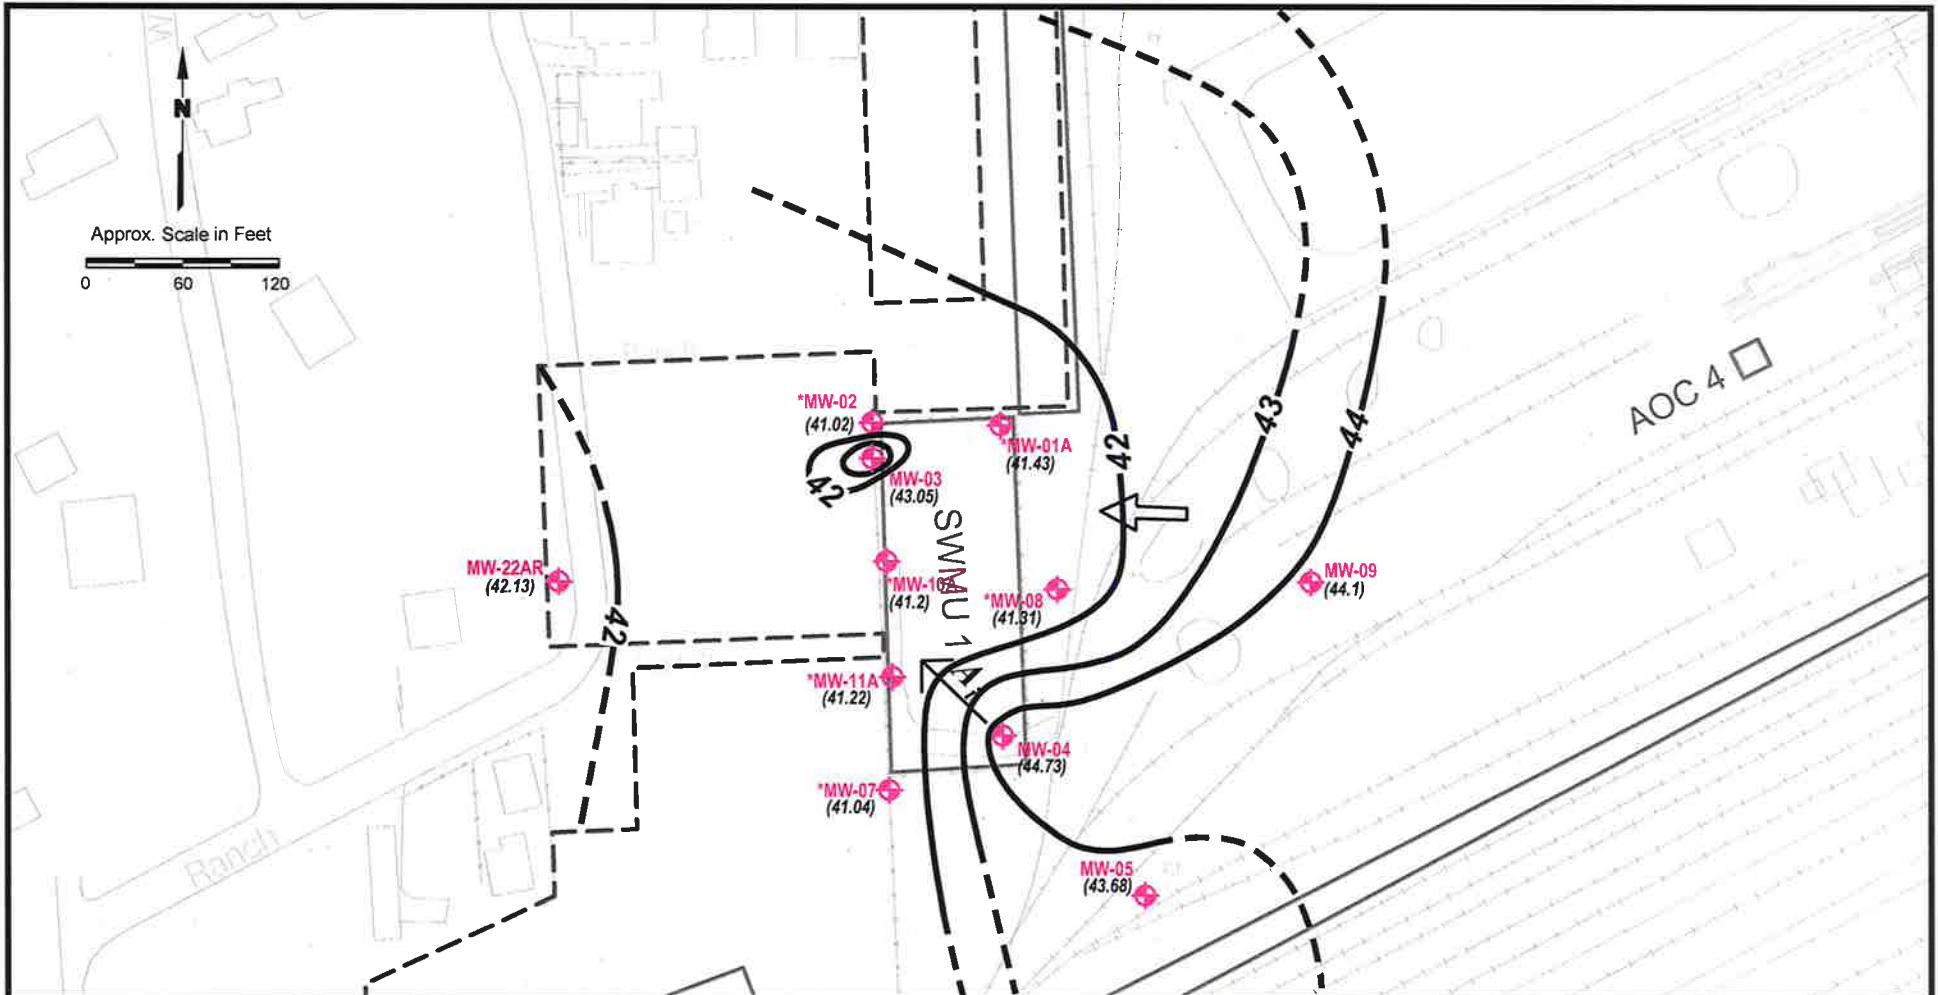 N
Approx. Scale in Feet
0 60 120
*MW-02
(41.02)
*MW-01A
(41.43)
42
43
44
AOC 4
MW-03
(43.05)
42
SWMU 1
MW-22AR
(42.13)
*MW-10A
(41.2)
*MW-08
(41.31)
MW-09
(44.1)
42
*MW-11A
(41.22)
MW-04
(44.73)
*MW-07
(41.04)
Ranch
MW-05
(43.68)